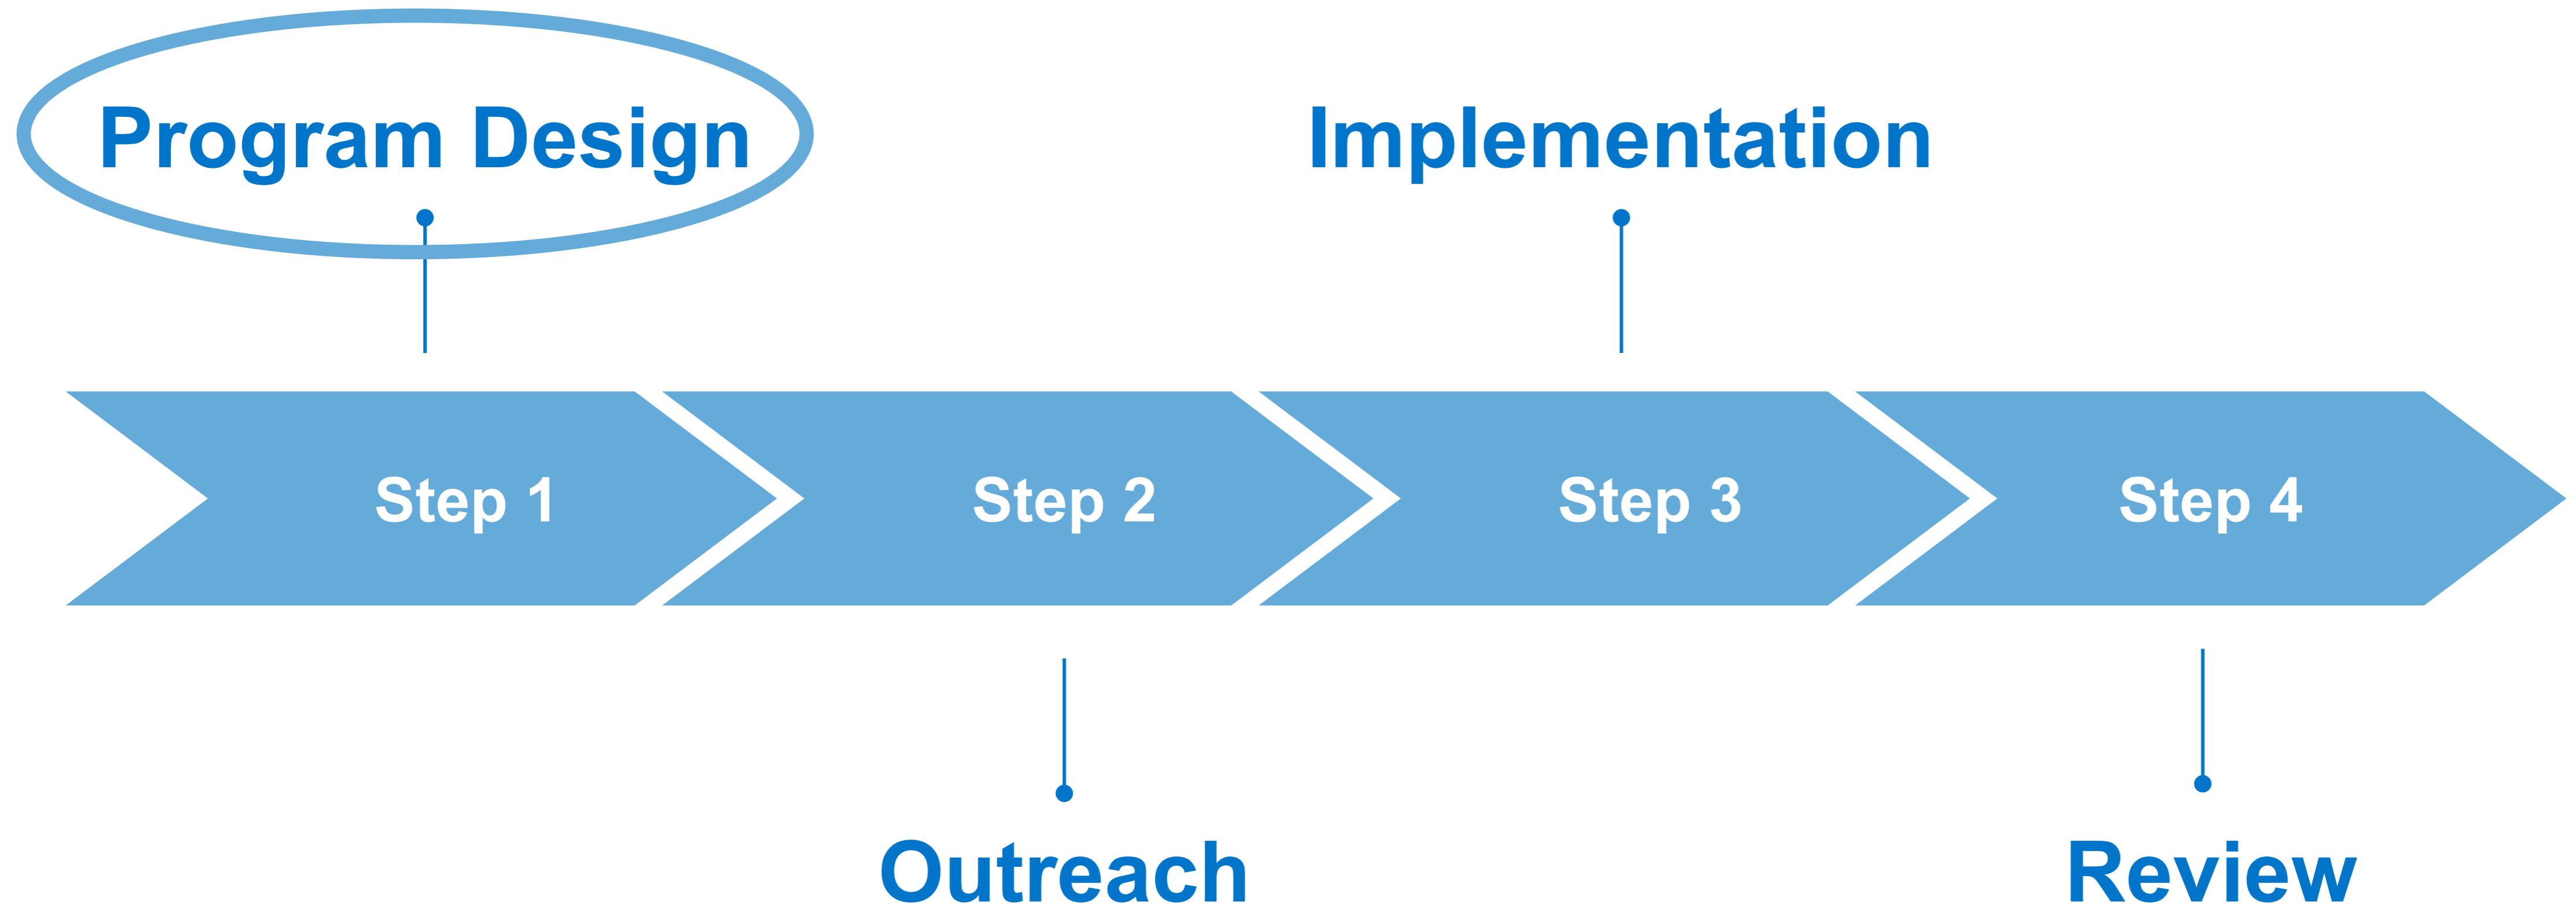 Program Design
Implementation
Step 1
Step 2
Step 3
Step 4
Outreach
Review